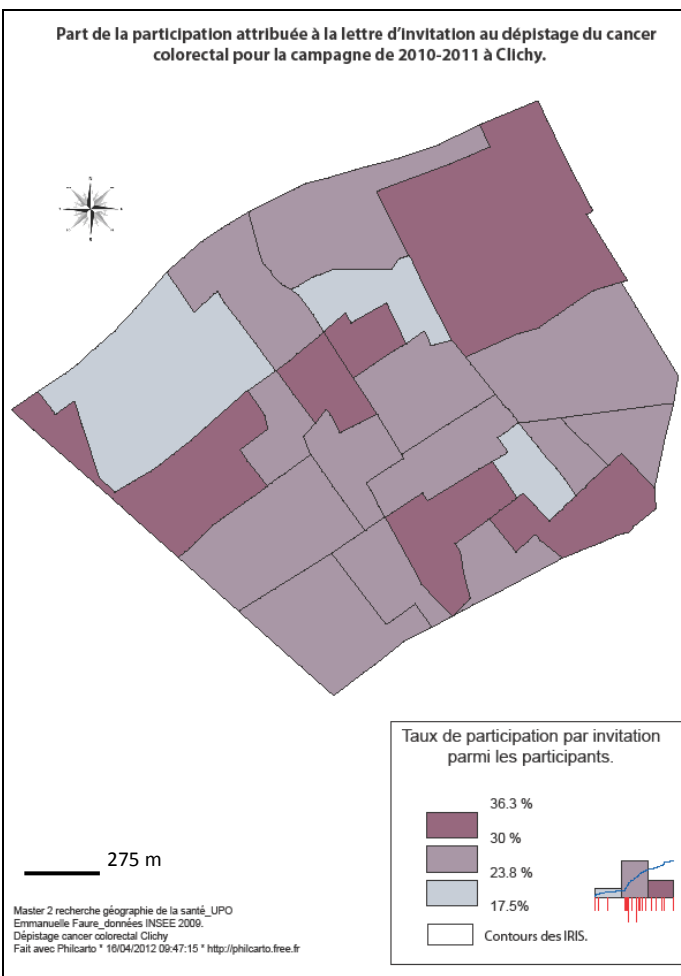 Part de la participation attribuée à la lettre d’invitation au dépistage du cancer
colorectal pour la campagne de 2010-2011 à Clichy.
Taux de participation par invitation
parmi les participants.
36.3 %
30 %
23.8 %
17.5%
Contours des IRIS.
275 m
Master 2 recherche géographie de la santé_UPO
Emmanuelle Faure_données INSEE 2009.
Dépistage cancer colorectal Clichy
Fait avec Philcarto * 16/04/2012 09:47:15 * http://philcarto.free.fr